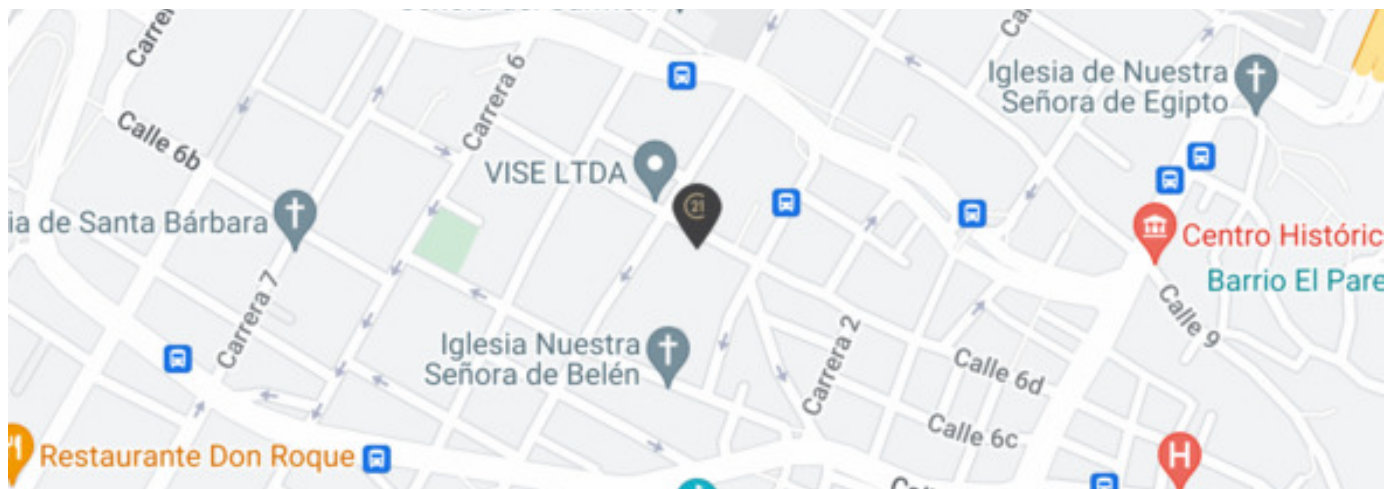 Carrera
Carrera 6
Iglesia de Nuestra
Señora de Egipto
Calle 6b
VISE LTDA
21
ia de Santa Bárbara
Centro Históric
Barrio El Pare
Carrera 7
Calle 9
Iglesia Nuestra
Señora de Belén
Carrera 2
Calle 6d
Calle 6c
Restaurante Don Roque
H